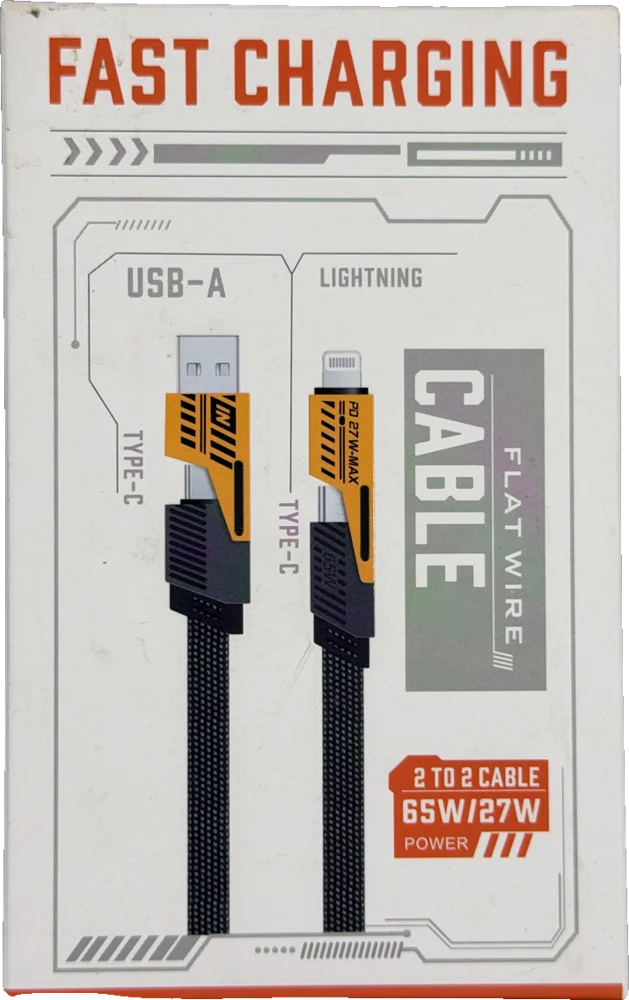 FAST CHARGING
USB-A
LIGHTNING
TYPE-C
IN
PD 27W-MAX
TYPE-C
65W
CABLE
FLAT WIRE
2 TO 2 CABLE
65W/27W
POWER